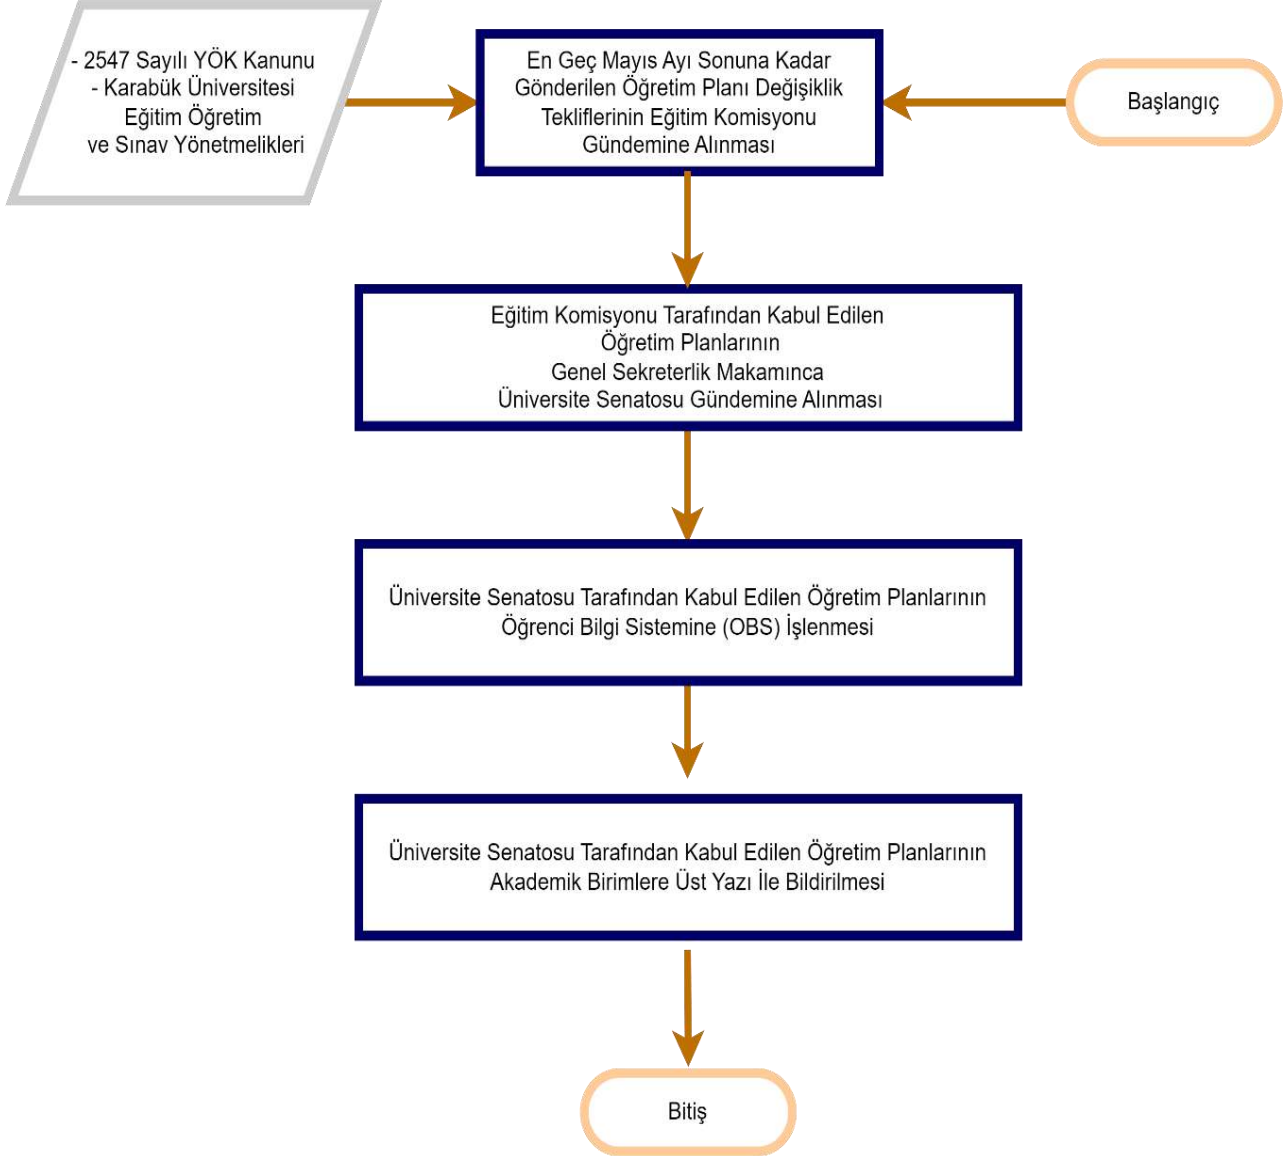 - 2547 Sayılı YÖK Kanunu
- Karabük Üniversitesi
Eğitim Öğretim
ve Sınav Yönetmelikleri
En Geç Mayıs Ayı Sonuna Kadar
Gönderilen Öğretim Planı Değişiklik
Tekliflerinin Eğitim Komisyonu
Gündemine Alınması
Başlangıç
Eğitim Komisyonu Tarafından Kabul Edilen
Öğretim Planlarının
Genel Sekreterlik Makamınca
Üniversite Senatosu Gündemine Alınması
Üniversite Senatosu Tarafından Kabul Edilen Öğretim Planlarının
Öğrenci Bilgi Sistemine (OBS) İşlenmesi
Üniversite Senatosu Tarafından Kabul Edilen Öğretim Planlarının
Akademik Birimlere Üst Yazı İle Bildirilmesi
Bitiş